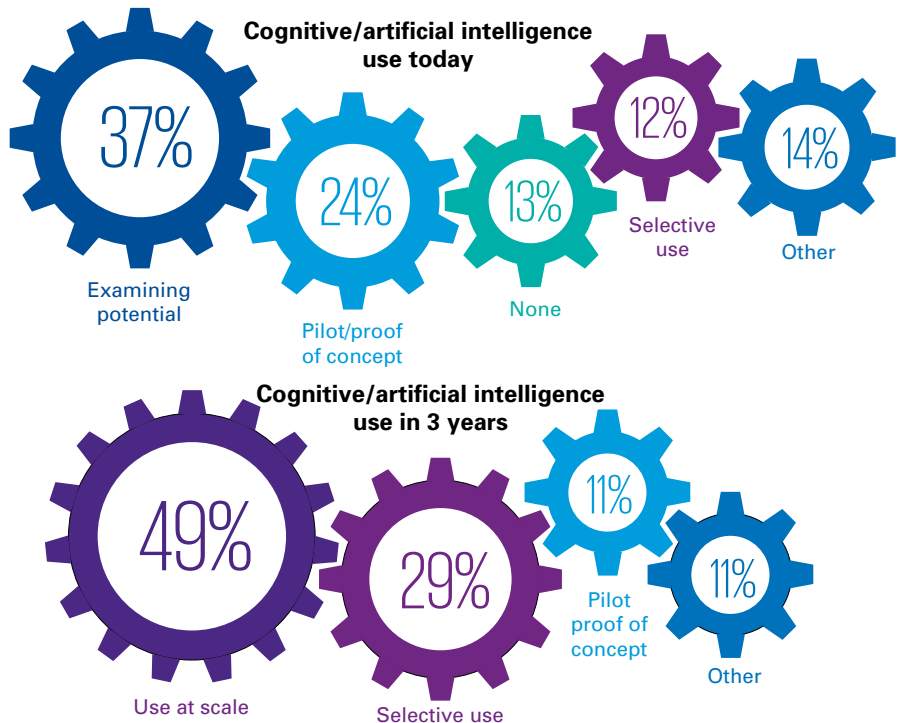 Cognitive/artificial intelligence
use today
37%
Examining
potential
24%
Pilot/proof
of concept
13%
None
12%
Selective
use
14%
Other
Cognitive/artificial intelligence
use in 3 years
49%
Use at scale
29%
Selective use
11%
Pilot
proof of
concept
11%
Other